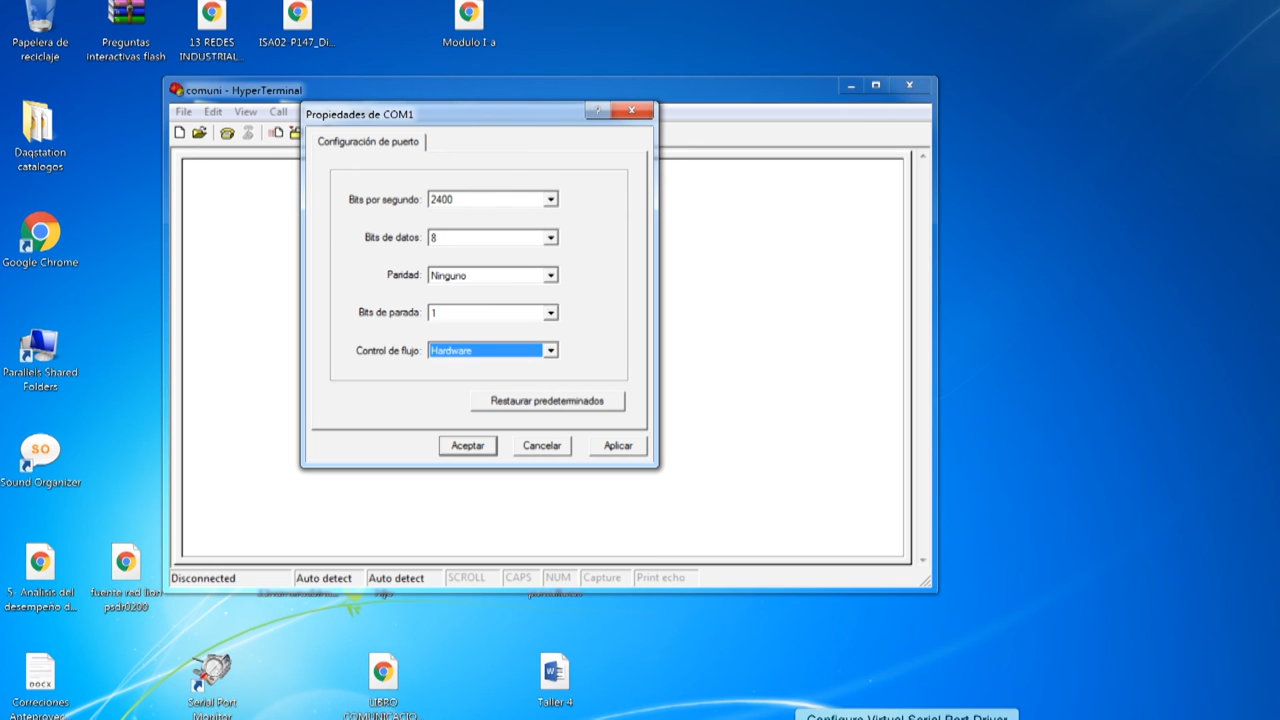 Papelera de
reciclaje
Preguntas
interactivas flash
13 REDES
INDUSTRIAL...
ISA02_P147_Di...
Modulo I a
comuni - HyperTerminal
File Edit View Call
Propiedades de COM1
Configuración de puerto
Bits por segundo: 2400
Bits de datos: 8
Paridad: Ninguno
Bits de parada: 1
Control de flujo: Hardware
Restaurar predeterminados
Aceptar Cancelar Aplicar
Disconnected Auto detect Auto detect SCROLL CAPS NUM Capture Print echo
Daqstation
catalogos
Google Chrome
Parallels Shared
Folders
SO
Sound Organizer
5- Analisis del
desempeño d...
fuente red lion
psdr0200
DOCX
Correciones
Anteproyec...
Serial Port
Monitor
LIBRO
COMUNICACIO...
Taller 4
Configure Virtual Serial Port Driver